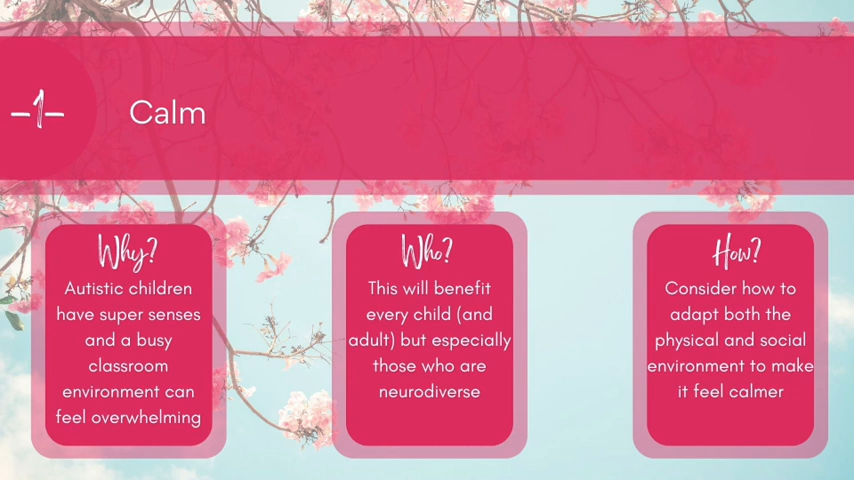 -1-
Calm
Why?
Autistic children
have super senses
and a busy
classroom
environment can
feel overwhelming
Who?
This will benefit
every child (and
adult) but especially
those who are
neurodiverse
How?
Consider how to
adapt both the
physical and social
environment to make
it feel calmer